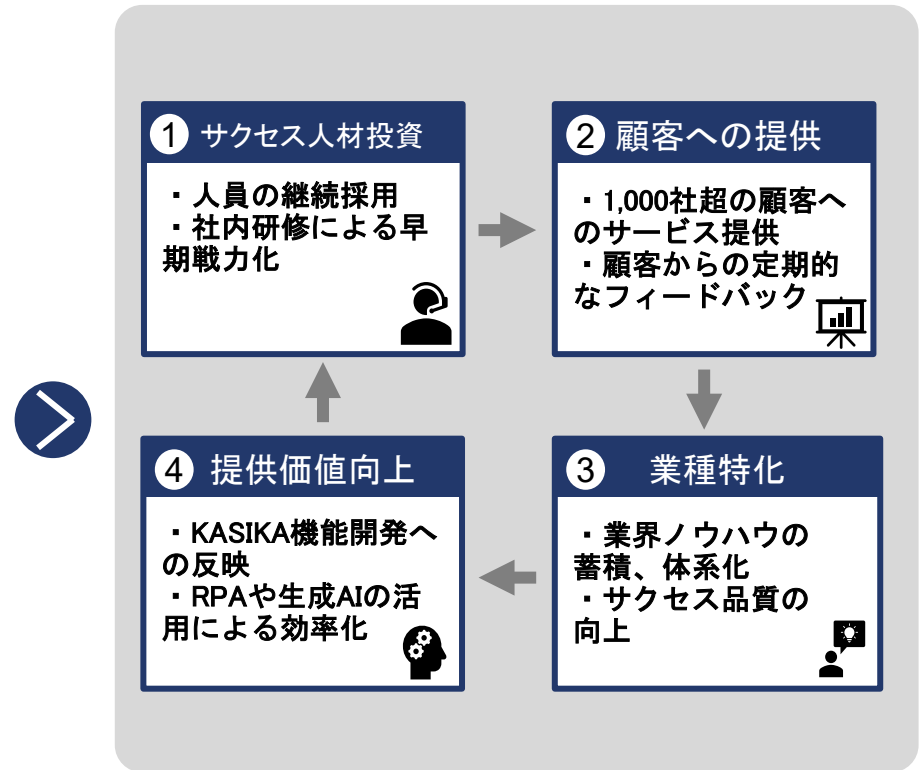 ① サクセス人材投資
・人員の継続採用
・社内研修による早
期戦力化
② 顧客への提供
・1,000社超の顧客へ
のサービス提供
・顧客からの定期的
なフィードバック
③ 業種特化
・業界ノウハウの
蓄積、体系化
・サクセス品質の
向上
④ 提供価値向上
・KASIKA機能開発へ
の反映
・RPAや生成AIの活
用による効率化